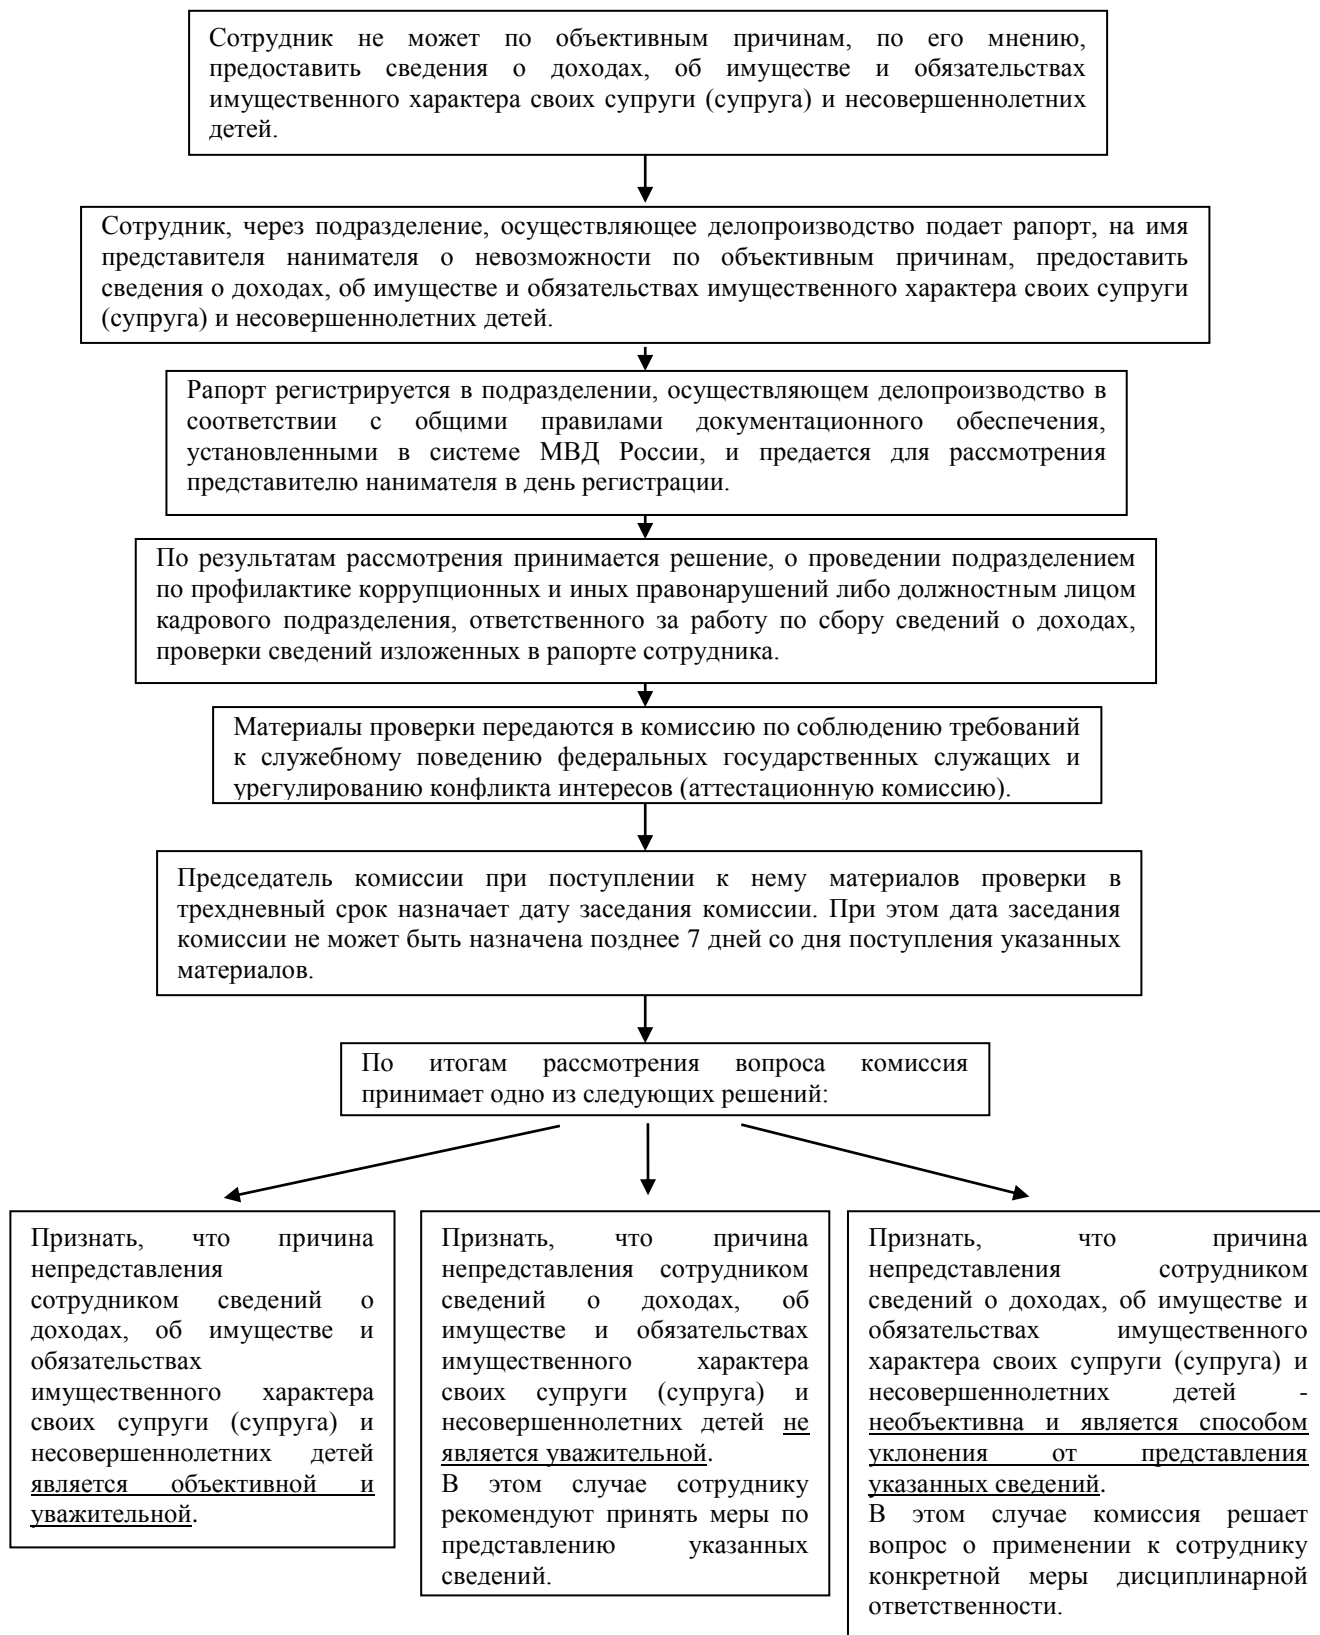 Сотрудник не может по объективным причинам, по его мнению,
предоставить сведения о доходах, об имуществе и обязательствах
имущественного характера своих супруги (супруга) и несовершеннолетних
детей.
Сотрудник, через подразделение, осуществляющее делопроизводство подает рапорт, на имя
представителя нанимателя о невозможности по объективным причинам, предоставить
сведения о доходах, об имуществе и обязательствах имущественного характера своих супруги
(супруга) и несовершеннолетних детей.
Рапорт регистрируется в подразделении, осуществляющем делопроизводство в
соответствии с общими правилами документационного обеспечения,
установленными в системе МВД России, и предается для рассмотрения
представителю нанимателя в день регистрации.
По результатам рассмотрения принимается решение, о проведении подразделением
по профилактике коррупционных и иных правонарушений либо должностным лицом
кадрового подразделения, ответственного за работу по сбору сведений о доходах,
проверки сведений изложенных в рапорте сотрудника.
Материалы проверки передаются в комиссию по соблюдению требований
к служебному поведению федеральных государственных служащих и
урегулированию конфликта интересов (аттестационную комиссию).
Председатель комиссии при поступлении к нему материалов проверки в
трехдневный срок назначает дату заседания комиссии. При этом дата заседания
комиссии не может быть назначена позднее 7 дней со дня поступления указанных
материалов.
По итогам рассмотрения вопроса комиссия
принимает одно из следующих решений:
Признать, что причина
непредставления
сотрудником сведений о
доходах, об имуществе и
обязательствах
имущественного характера
своих супруги (супруга) и
несовершеннолетних детей
является объективной и
уважительной.
Признать, что причина
непредставления сотрудником
сведений о доходах, об
имуществе и обязательствах
имущественного характера
своих супруги (супруга) и
несовершеннолетних детей не
является уважительной.
В этом случае сотруднику
рекомендуют принять меры по
представлению указанных
сведений.
Признать, что причина
непредставления сотрудником
сведений о доходах, об имуществе и
обязательствах имущественного
характера своих супруги (супруга) и
несовершеннолетних детей -
необъективна и является способом
уклонения от представления
указанных сведений.
В этом случае комиссия решает
вопрос о применении к сотруднику
конкретной меры дисциплинарной
ответственности.